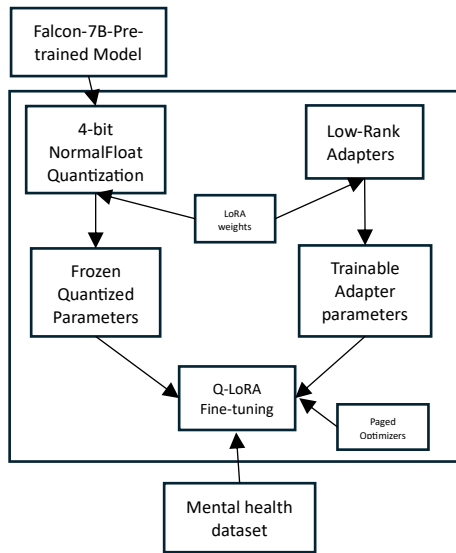 Falcon-7B-Pre-
trained Model
4-bit
NormalFloat
Quantization
Low-Rank
Adapters
LoRA
weights
Frozen
Quantized
Parameters
Trainable
Adapter
parameters
Q-LoRA
Fine-tuning
Paged
Optimizers
Mental health
dataset